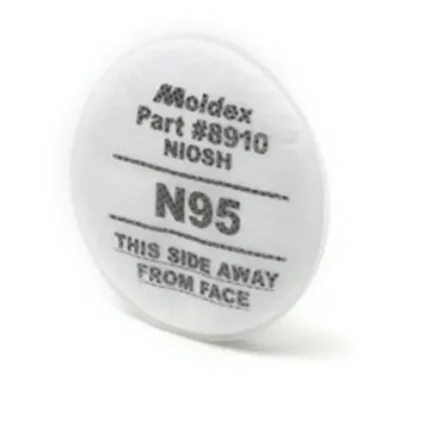 Moldex
Part #8910
NIOSH
N95
THIS SIDE AWAY
FROM FACE